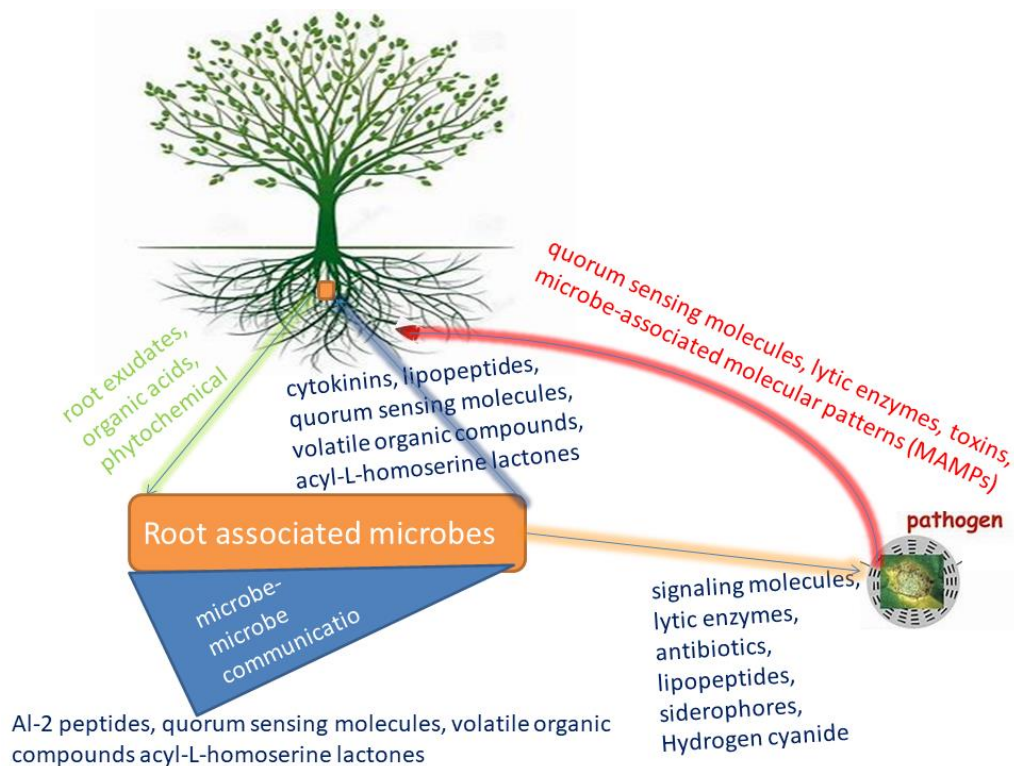 quorum sensing molecules, lytic enzymes, toxins,
microbe-associated molecular patterns (MAMPs)
root exudates,
organic acids,
phytochemical
cytokinins, lipopeptides,
quorum sensing molecules,
volatile organic compounds,
acyl-L-homoserine lactones
Root associated microbes
pathogen
microbe-
microbe
communicatio
signaling molecules,
lytic enzymes,
antibiotics,
lipopeptides,
siderophores,
Hydrogen cyanide
Al-2 peptides, quorum sensing molecules, volatile organic
compounds acyl-L-homoserine lactones